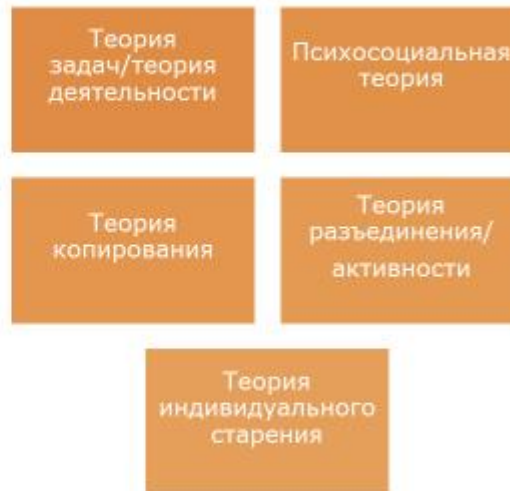 Теория
задач/теория
деятельности
Психосоциальная
теория
Теория
копирования
Теория
разъединения/
активности
Теория
индивидуального
старения